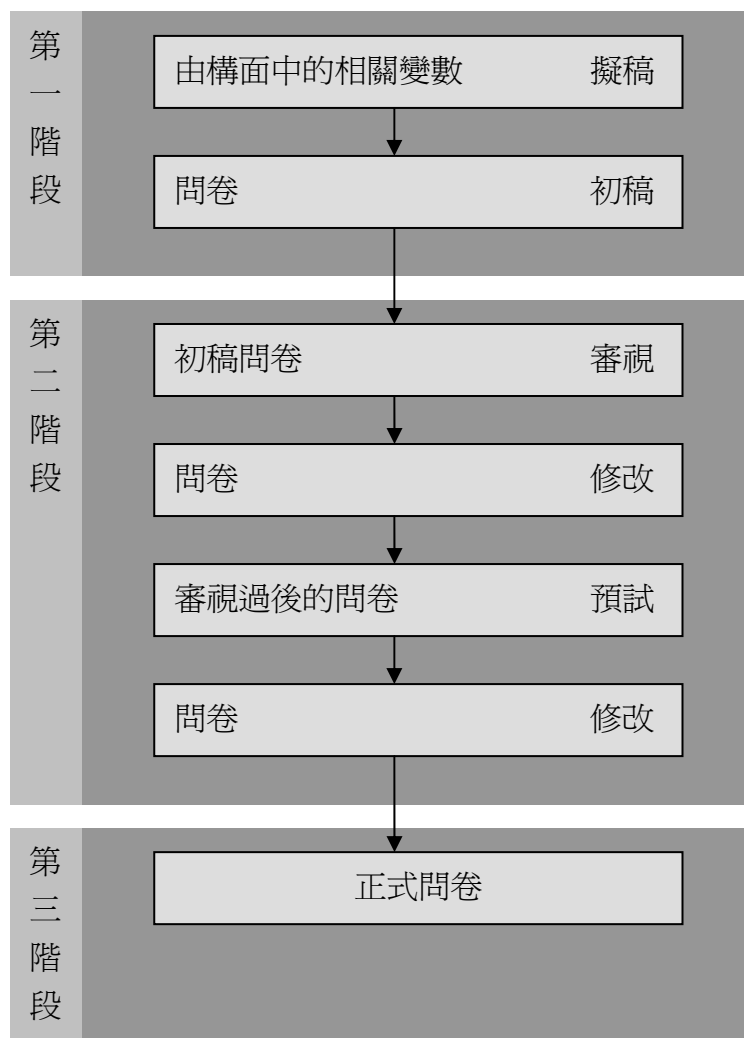 第一階段
由構面中的相關變數 擬稿
問卷 初稿
第二階段
初稿問卷 審視
問卷 修改
審視過後的問卷 預試
問卷 修改
第三階段
正式問卷